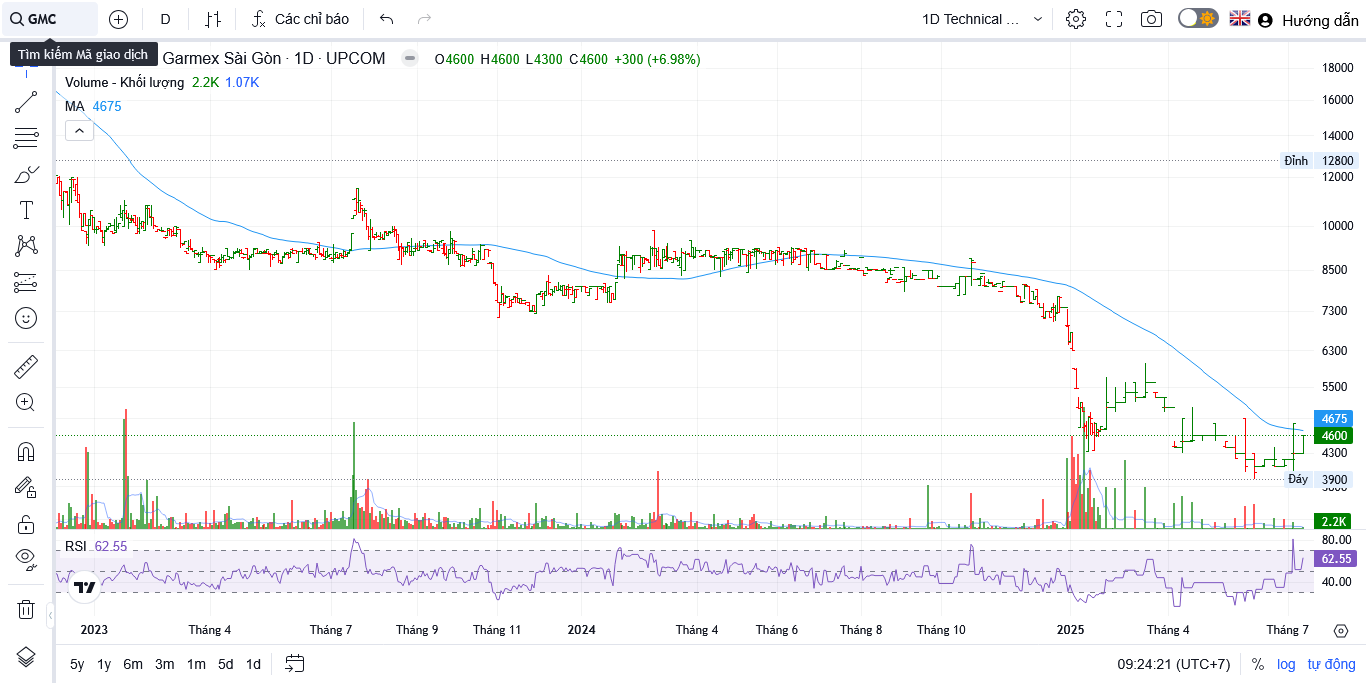 GMC D Các chỉ báo 1D Technical ... Hướng dẫn
Tìm kiếm Mã giao dịch
Garmex Sài Gòn · 1D · UPCOM O4600 H4600 L4300 C4600 +300 (+6.98%)
Volume - Khối lượng 2.2K 1.07K
MA 4675
18000
16000
14000
Đỉnh 12800
12000
10000
8500
7300
6300
5500
4675
4600
4300
Đáy 3900
2.2K
RSI 62.55
80.00
62.55
40.00
2023 Tháng 4 Tháng 7 Tháng 9 Tháng 11 2024 Tháng 4 Tháng 6 Tháng 8 Tháng 10 2025 Tháng 4 Tháng 7
5y 1y 6m 3m 1m 5d 1d 09:24:21 (UTC+7) % log tự động